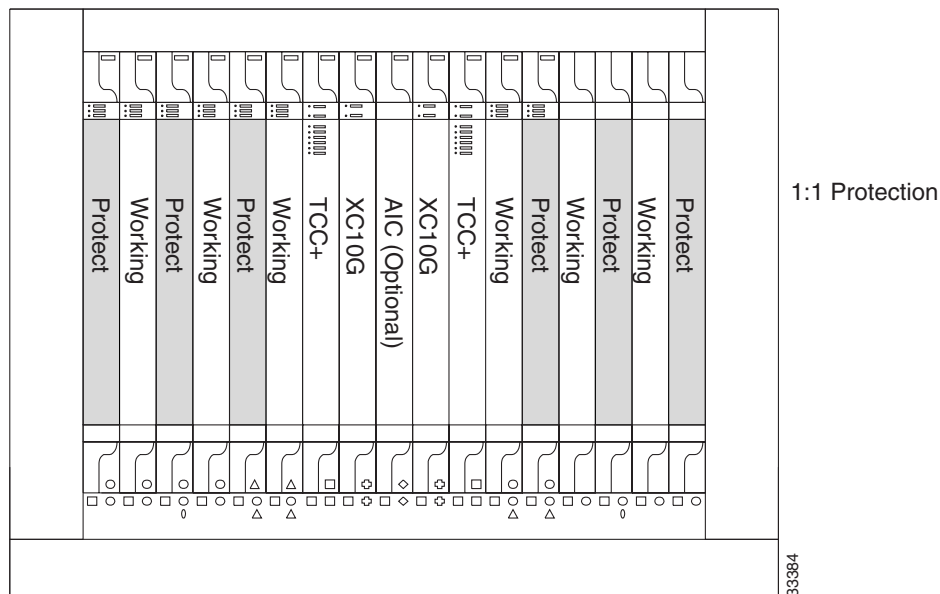 Protect
Working
Protect
Working
Protect
Working
TCC+
XC10G
AIC (Optional)
XC10G
TCC+
Working
Protect
Working
Protect
Working
Protect
1:1 Protection
33384